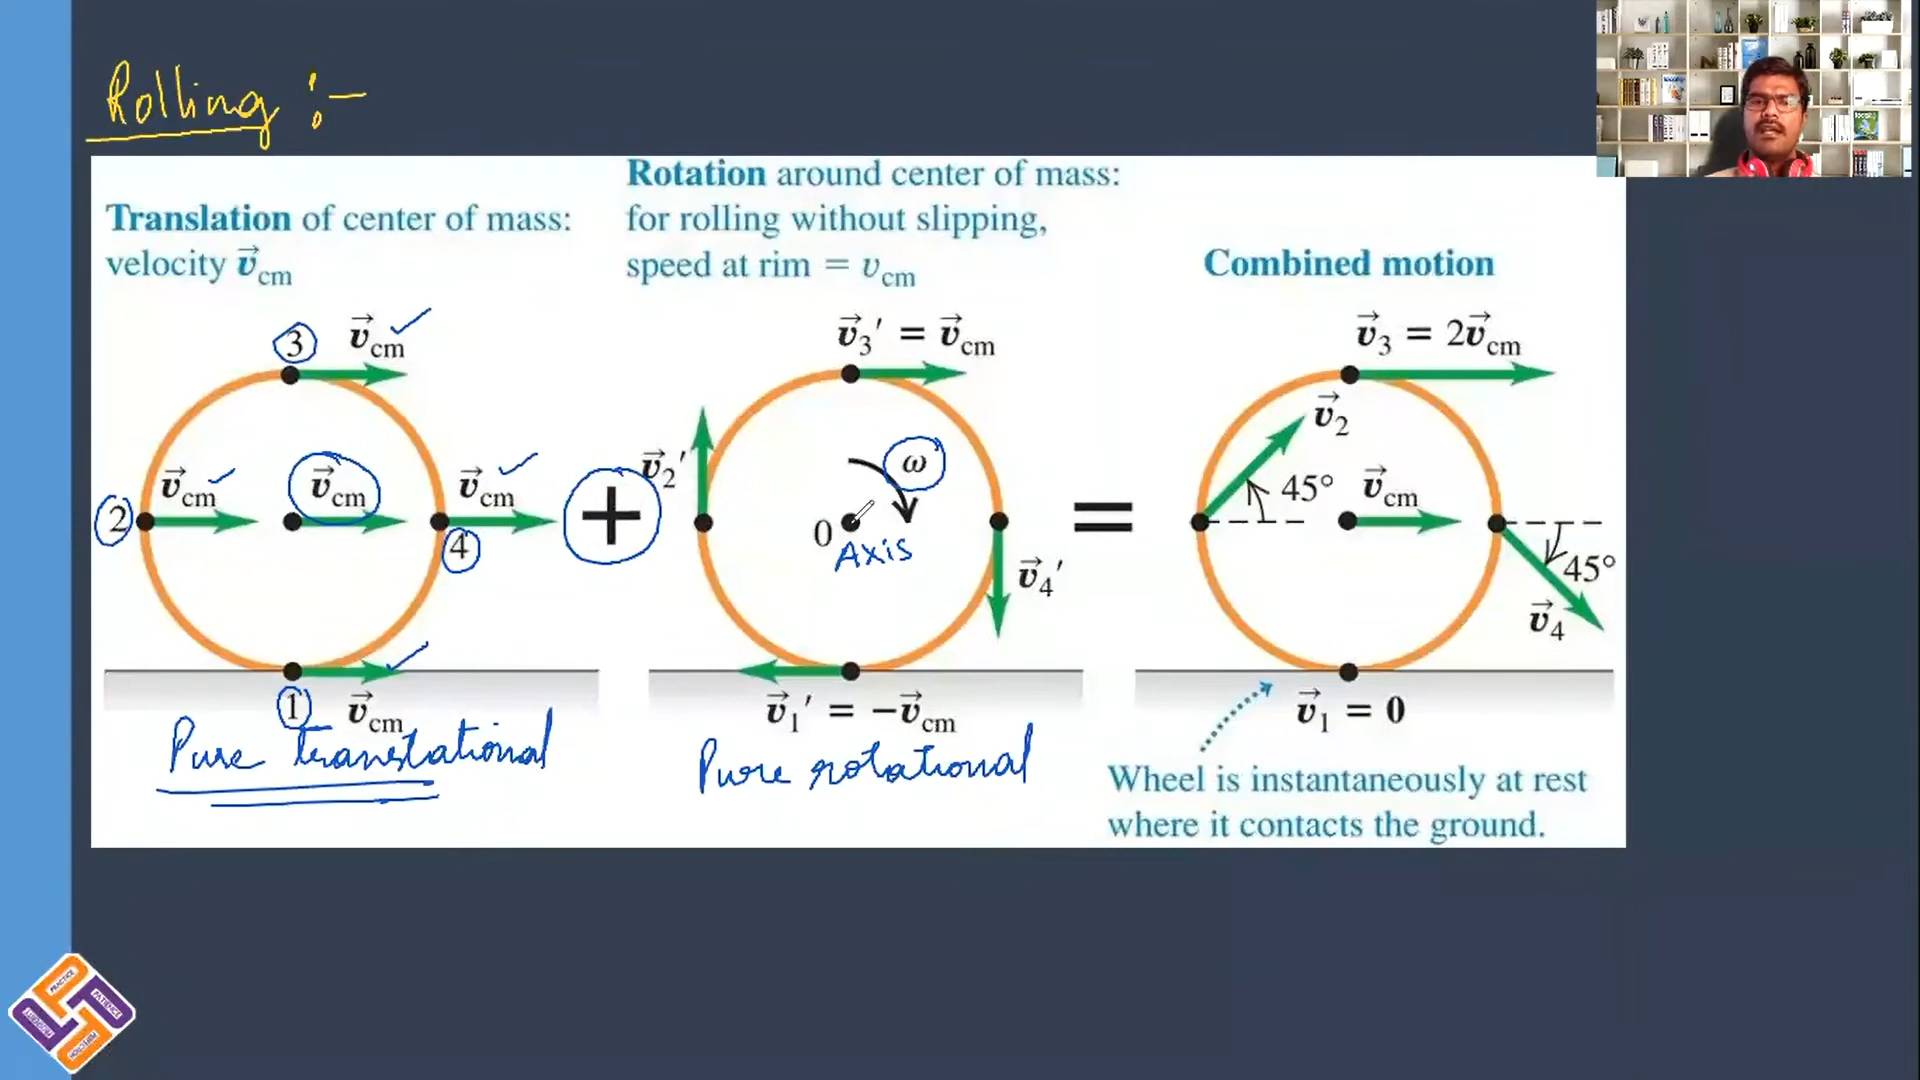 Rolling :-
Translation of center of mass:
velocity v⃗cm
Rotation around center of mass:
for rolling without slipping,
speed at rim = vcm
Combined motion
3 v⃗cm
2 v⃗cm
v⃗cm
v⃗cm
4
1 v⃗cm
Pure translational
+
v⃗3′ = v⃗cm
v⃗2′
ω
0
Axis
v⃗4′
v⃗1′ = −v⃗cm
Pure rotational
=
v⃗3 = 2v⃗cm
v⃗2
45° v⃗cm
45°
v⃗4
v⃗1 = 0
Wheel is instantaneously at rest
where it contacts the ground.
PRACTICE
PATIENCE